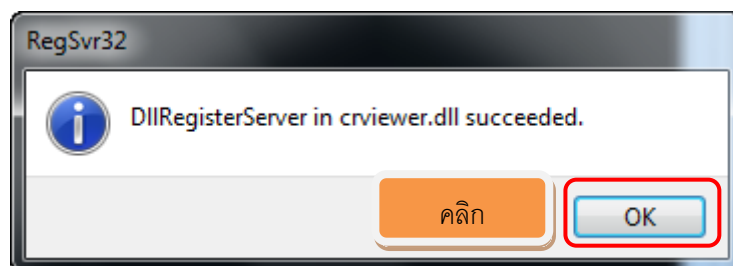 RegSvr32
DllRegisterServer in crviewer.dll succeeded.
คลิก
OK